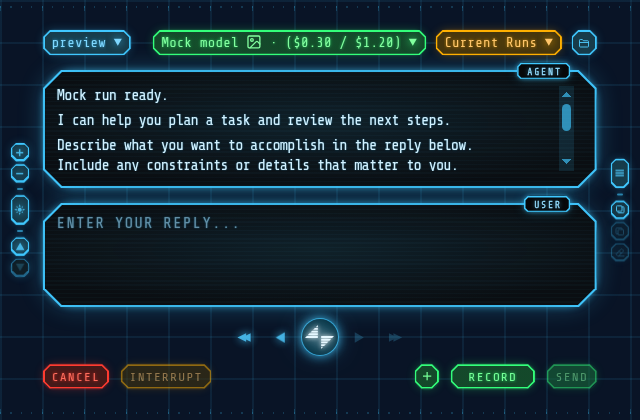 preview ▼
Mock model · ($0.30 / $1.20) ▼
Current Runs ▼
AGENT
Mock run ready.
I can help you plan a task and review the next steps.
Describe what you want to accomplish in the reply below.
Include any constraints or details that matter to you.
USER
ENTER YOUR REPLY...
CANCEL
INTERRUPT
+
RECORD
SEND